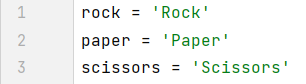 1 rock = 'Rock'
2 paper = 'Paper'
3 scissors = 'Scissors'